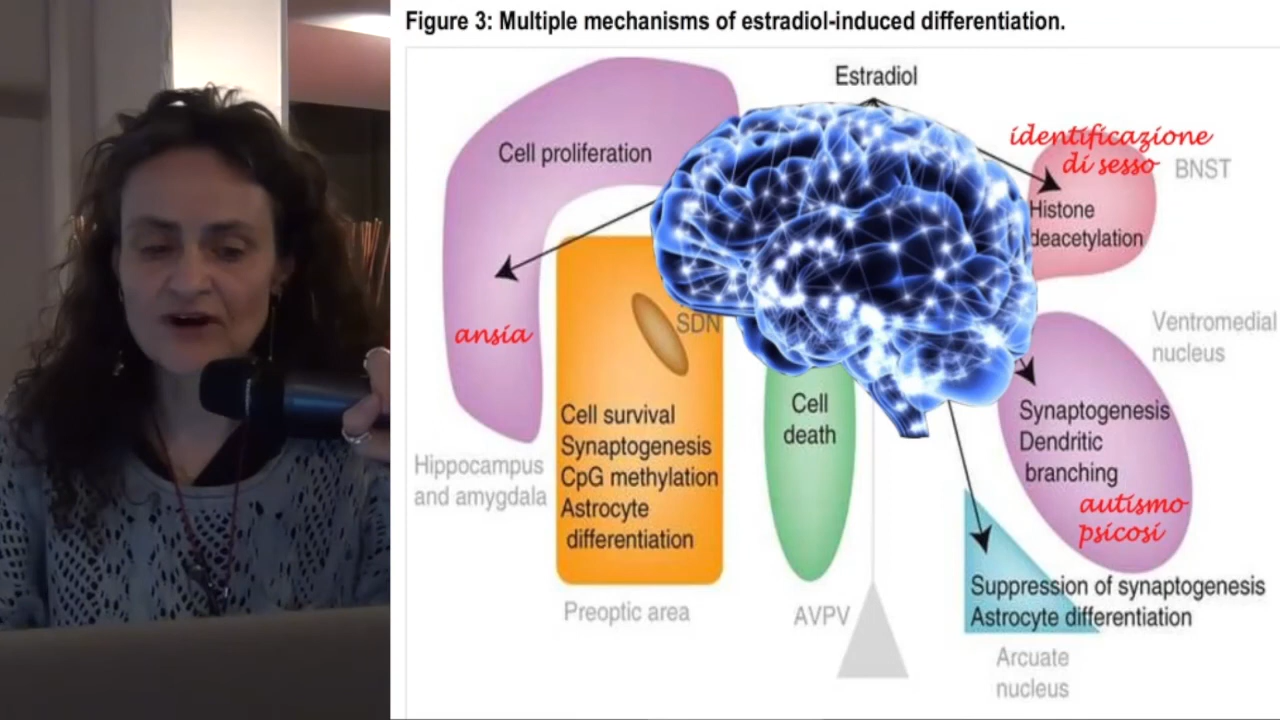 Figure 3: Multiple mechanisms of estradiol-induced differentiation.
Estradiol
Cell proliferation
identificazione
di sesso
BNST
Histone
deacetylation
ansia
SDN
Ventromedial
nucleus
Cell
death
Synaptogenesis
Dendritic
branching
autismo
psicosi
Cell survival
Synaptogenesis
CpG methylation
Astrocyte
differentiation
Hippocampus
and amygdala
Suppression of synaptogenesis
Astrocyte differentiation
Preoptic area
AVPV
Arcuate
nucleus